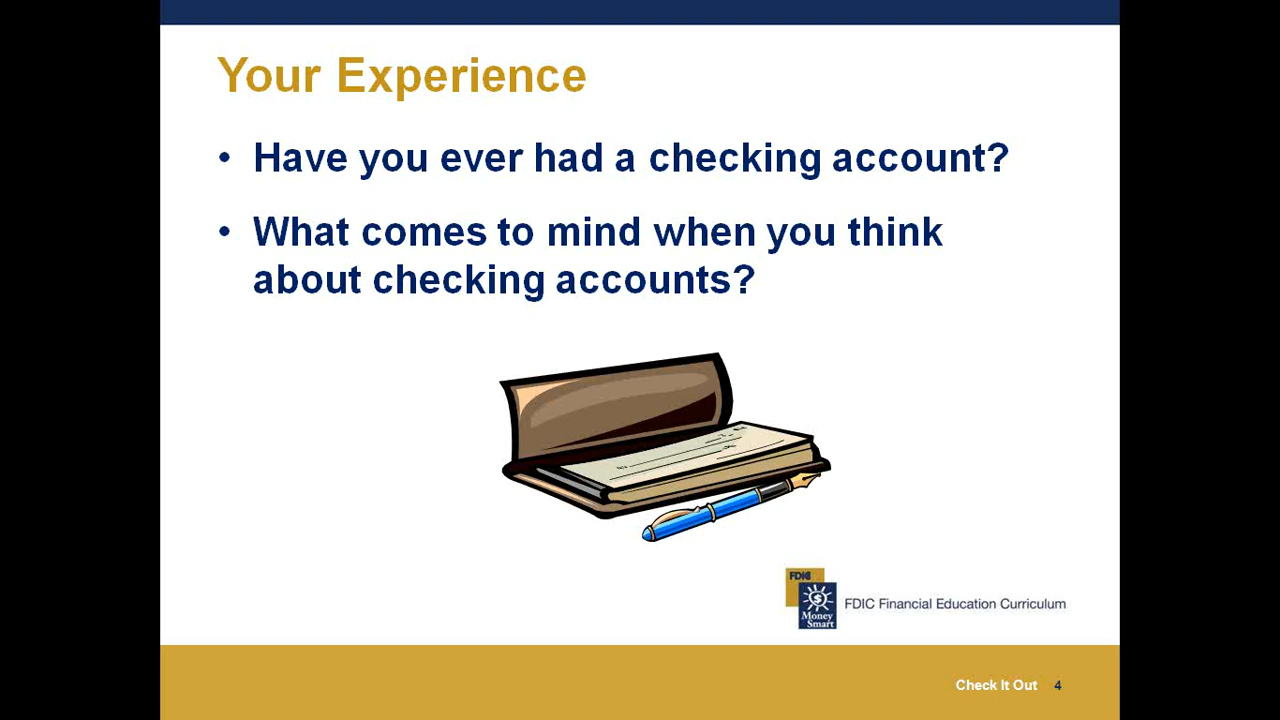 Your Experience
• Have you ever had a checking account?
• What comes to mind when you think
about checking accounts?
FDIC
Money
Smart
FDIC Financial Education Curriculum
Check It Out 4